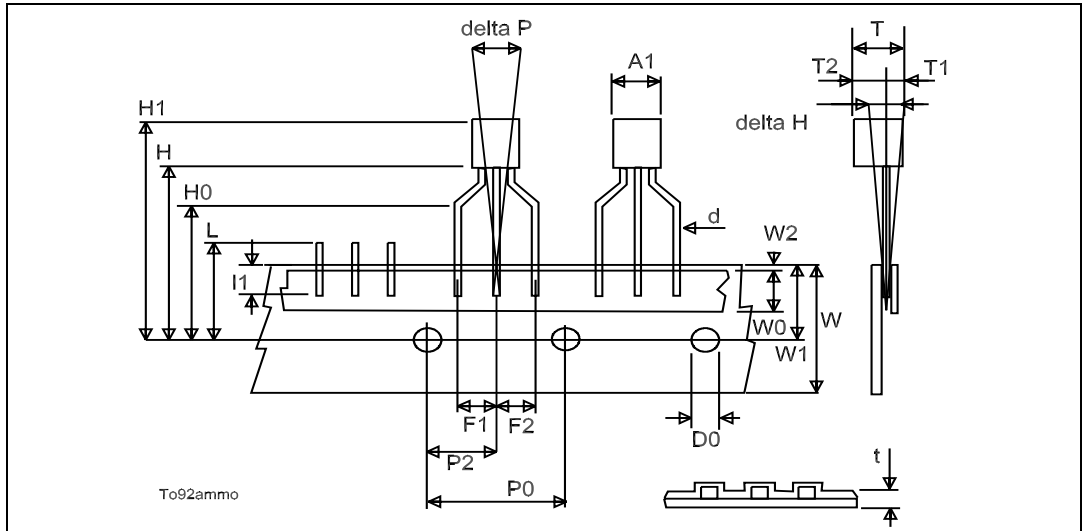 delta P
T
A1
T2
T1
H1
delta H
H
H0
d
L
W2
I1
W0
W
W1
F1
F2
D0
P2
t
P0
To92ammo